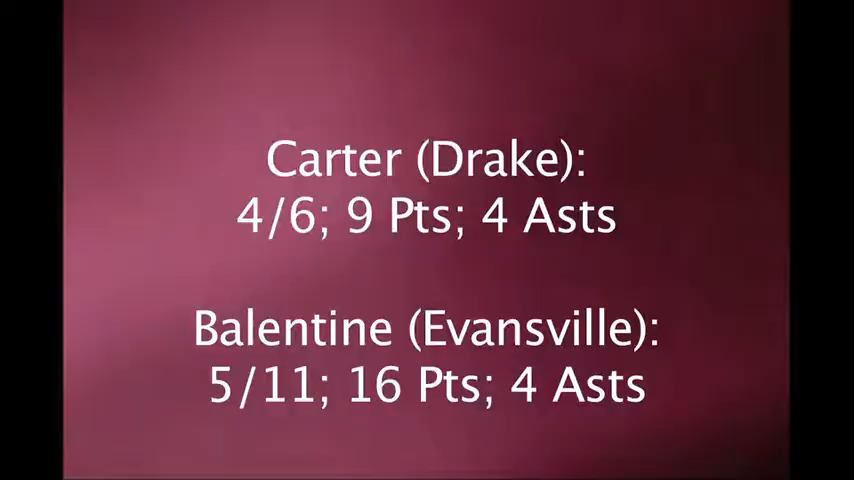 Carter (Drake):
4/6; 9 Pts; 4 Asts
Balentine (Evansville):
5/11; 16 Pts; 4 Asts